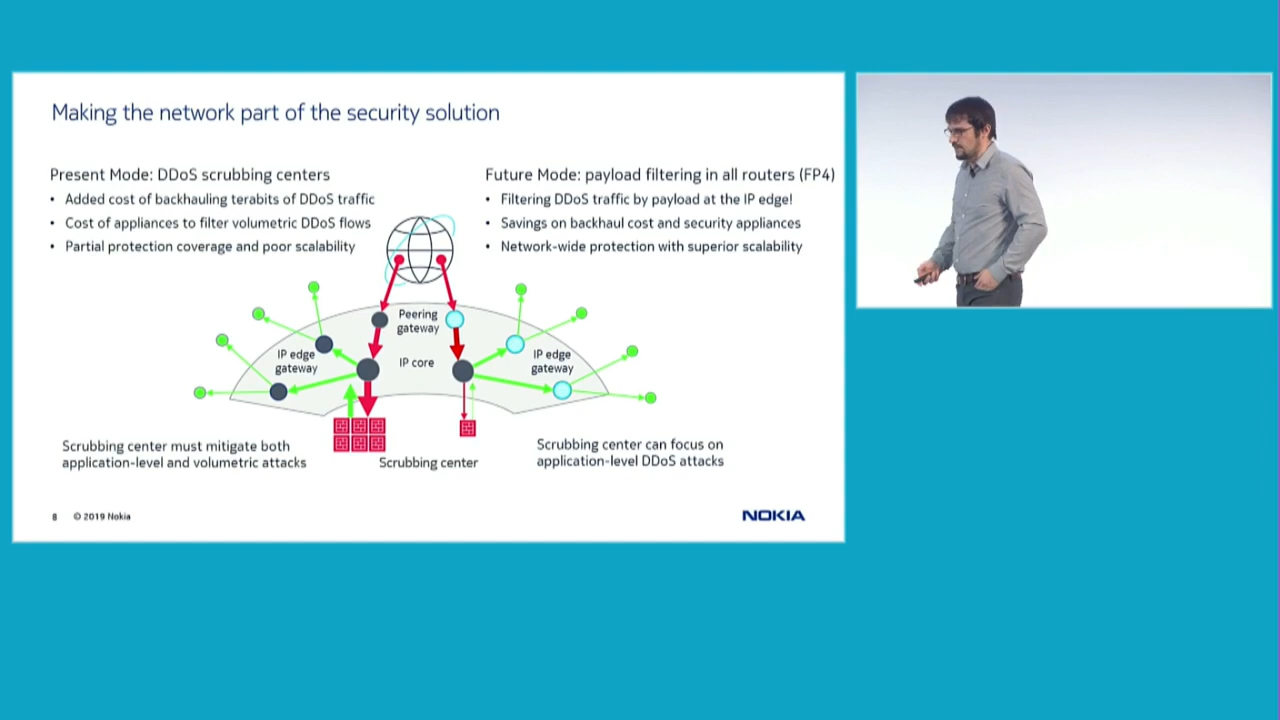 Making the network part of the security solution
Present Mode: DDoS scrubbing centers
• Added cost of backhauling terabits of DDoS traffic
• Cost of appliances to filter volumetric DDoS flows
• Partial protection coverage and poor scalability
Future Mode: payload filtering in all routers (FP4)
• Filtering DDoS traffic by payload at the IP edge!
• Savings on backhaul cost and security appliances
• Network-wide protection with superior scalability
Peering
gateway
IP edge
gateway
IP core
IP edge
gateway
Scrubbing center must mitigate both
application-level and volumetric attacks
Scrubbing center
Scrubbing center can focus on
application-level DDoS attacks
8 © 2019 Nokia
NOKIA